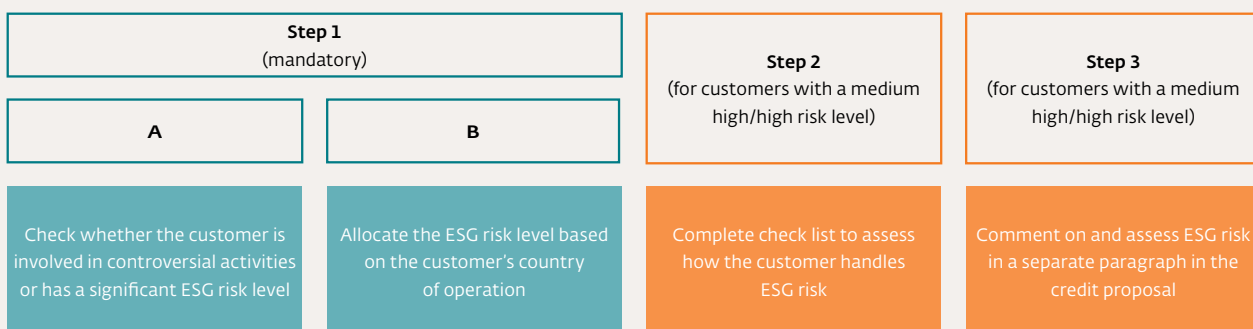 Step 1
(mandatory)
A
B
Step 2
(for customers with a medium
high/high risk level)
Step 3
(for customers with a medium
high/high risk level)
Check whether the customer is
involved in controversial activities
or has a significant ESG risk level
Allocate the ESG risk level based
on the customer's country
of operation
Complete check list to assess
how the customer handles
ESG risk
Comment on and assess ESG risk
in a separate paragraph in the
credit proposal